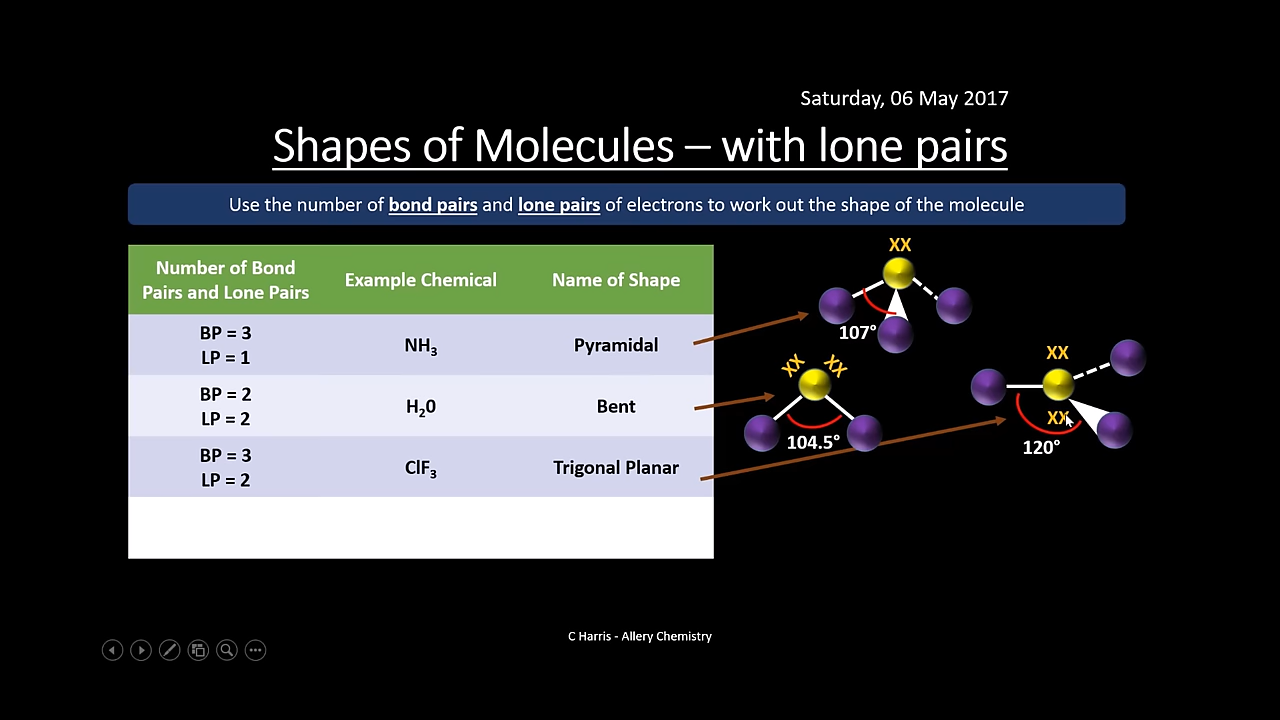 Saturday, 06 May 2017
Shapes of Molecules – with lone pairs
Use the number of bond pairs and lone pairs of electrons to work out the shape of the molecule
Number of Bond Pairs and Lone Pairs
Example Chemical
Name of Shape
BP = 3
LP = 1
NH₃
Pyramidal
BP = 2
LP = 2
H₂0
Bent
BP = 3
LP = 2
ClF₃
Trigonal Planar
XX
107°
XX
XX
104.5°
XX
XX
120°
C Harris - Allery Chemistry